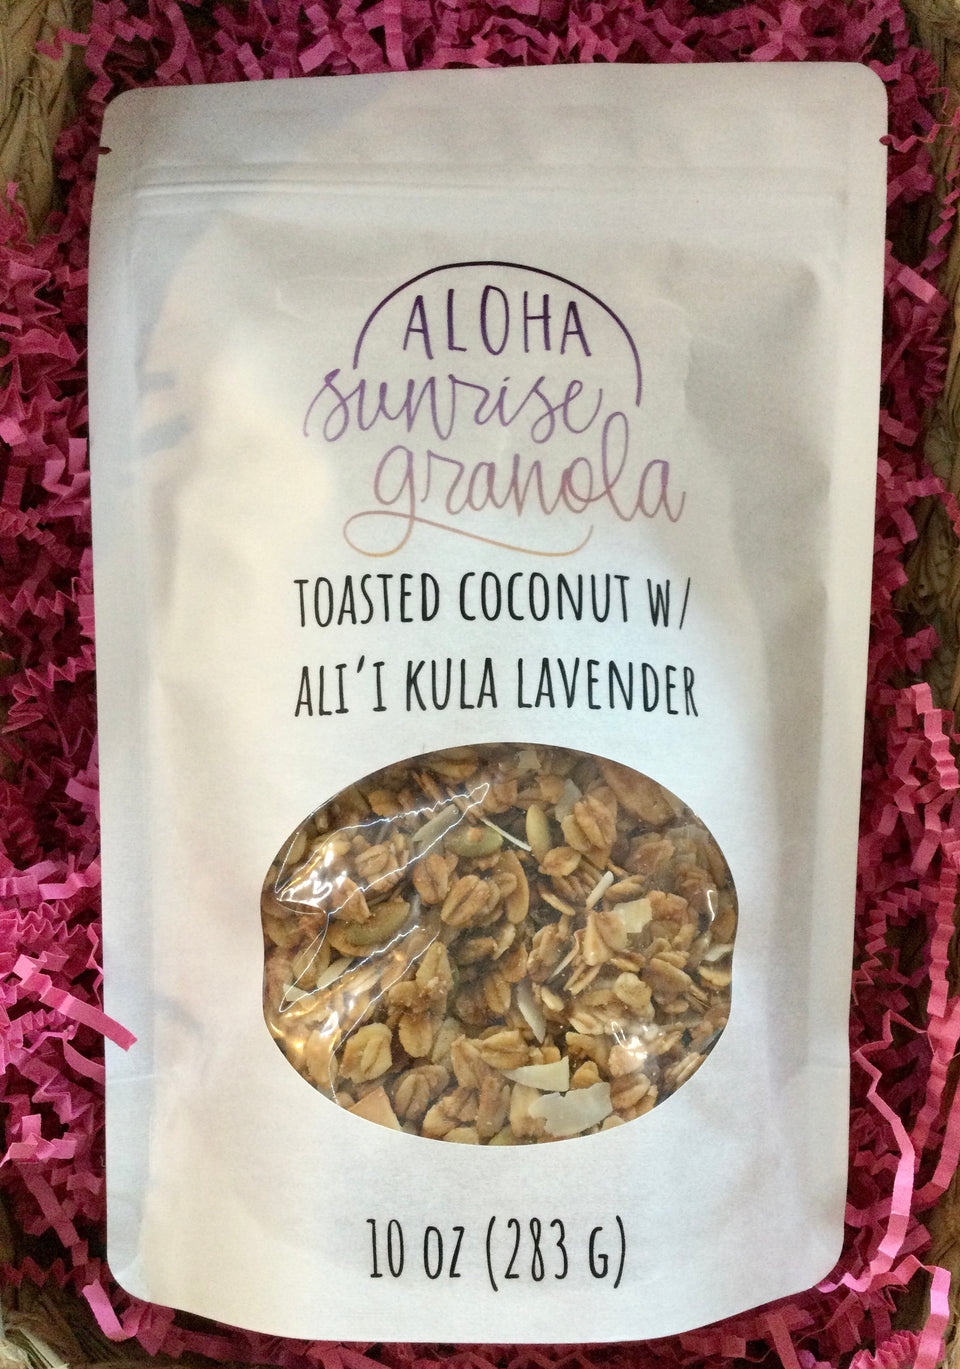 ALOHA
sunrise
granola
TOASTED COCONUT W/
ALI'I KULA LAVENDER
10 OZ (283 G)